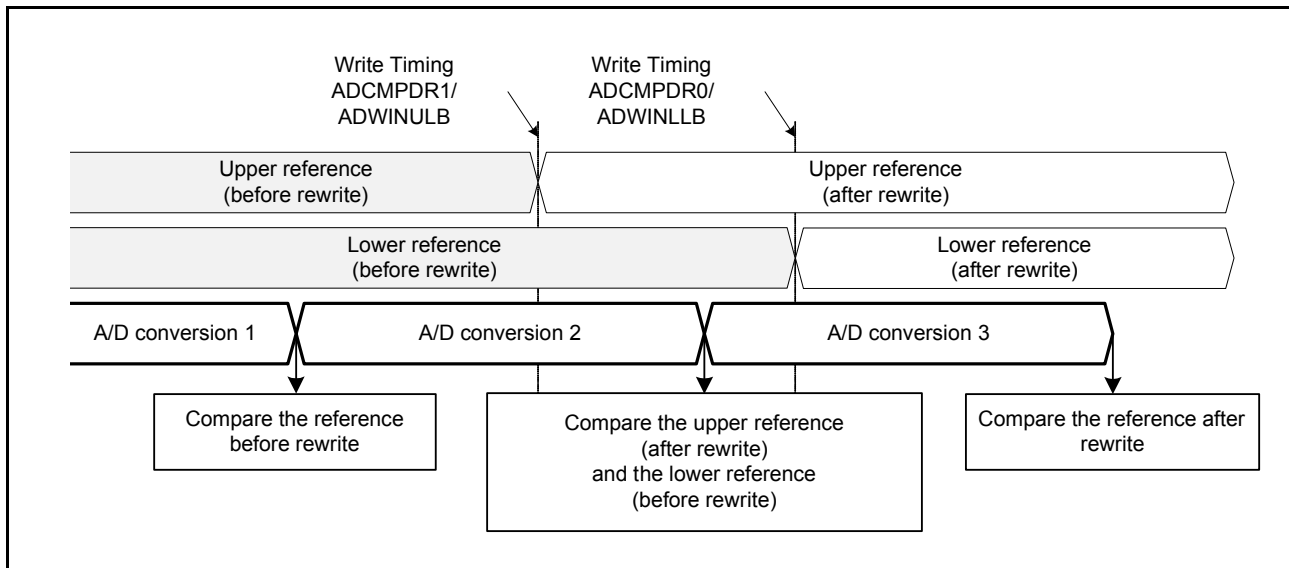 Write Timing
ADCMPDR1/
ADWINULB
Write Timing
ADCMPDR0/
ADWINLLB
Upper reference
(before rewrite)
Upper reference
(after rewrite)
Lower reference
(before rewrite)
Lower reference
(after rewrite)
A/D conversion 1
A/D conversion 2
A/D conversion 3
Compare the reference
before rewrite
Compare the upper reference
(after rewrite)
and the lower reference
(before rewrite)
Compare the reference after
rewrite